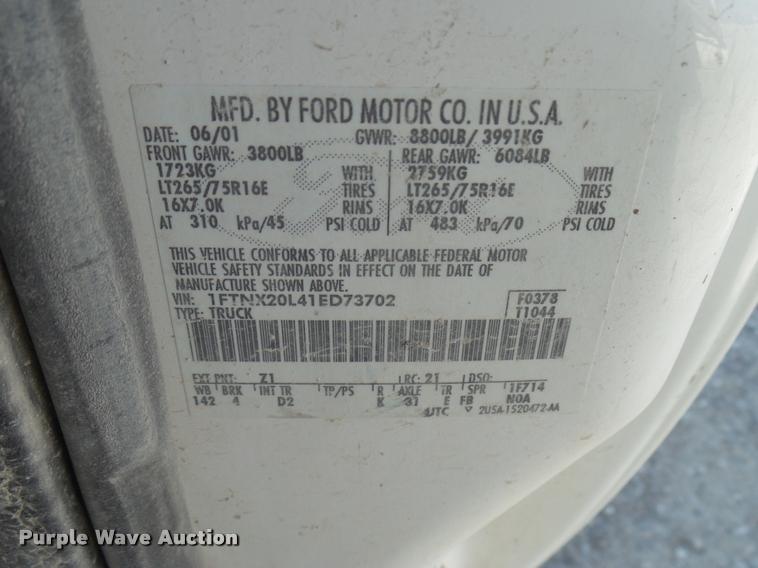 MFD. BY FORD MOTOR CO. IN U.S.A.
DATE: 06/01 GVWR: 8800LB/ 3991KG
FRONT GAWR: 3800LB REAR GAWR: 6084LB
1723KG WITH 2759KG WITH
LT265/75R16E TIRES LT265/75R16E TIRES
16X7.0K RIMS 16X7.0K RIMS
AT 310 kPa/45 PSI COLD AT 483 kPa/70 PSI COLD
THIS VEHICLE CONFORMS TO ALL APPLICABLE FEDERAL MOTOR
VEHICLE SAFETY STANDARDS IN EFFECT ON THE DATE OF
MANUFACTURE SHOWN ABOVE.
VIN: 1FTNX20L41ED73702 F0378
TYPE: TRUCK T1044
EXT PNT: Z1 RC: 21 DSO:
WB BRK INT TR TP/PS R AXLE TR SPR 1F714
142 4 D2 K 31 E FB N0A
UTC 2U5A-1520472-AA
Purple Wave Auction